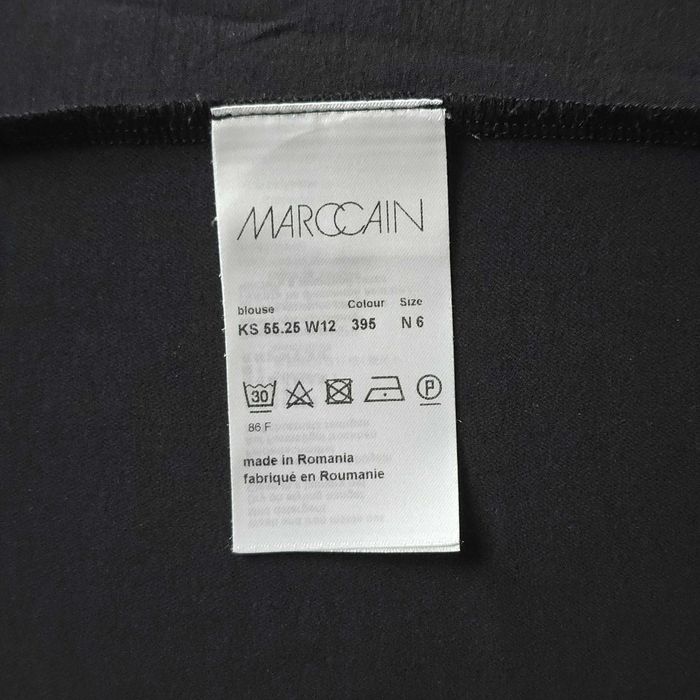 MARCCAIN
blouse Colour Size
KS 55.25 W12 395 N 6
30 P
86 F
made in Romania
fabriqué en Roumanie